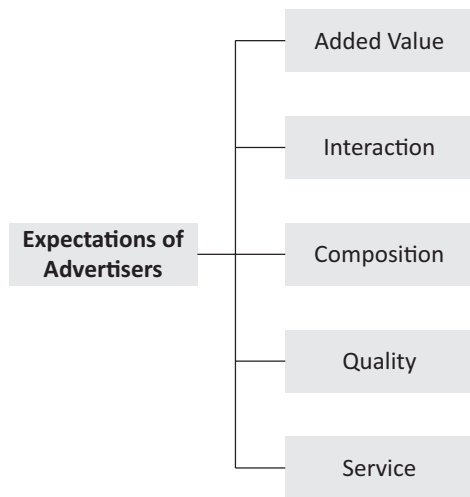 Expectations of
Advertisers
Added Value
Interaction
Composition
Quality
Service